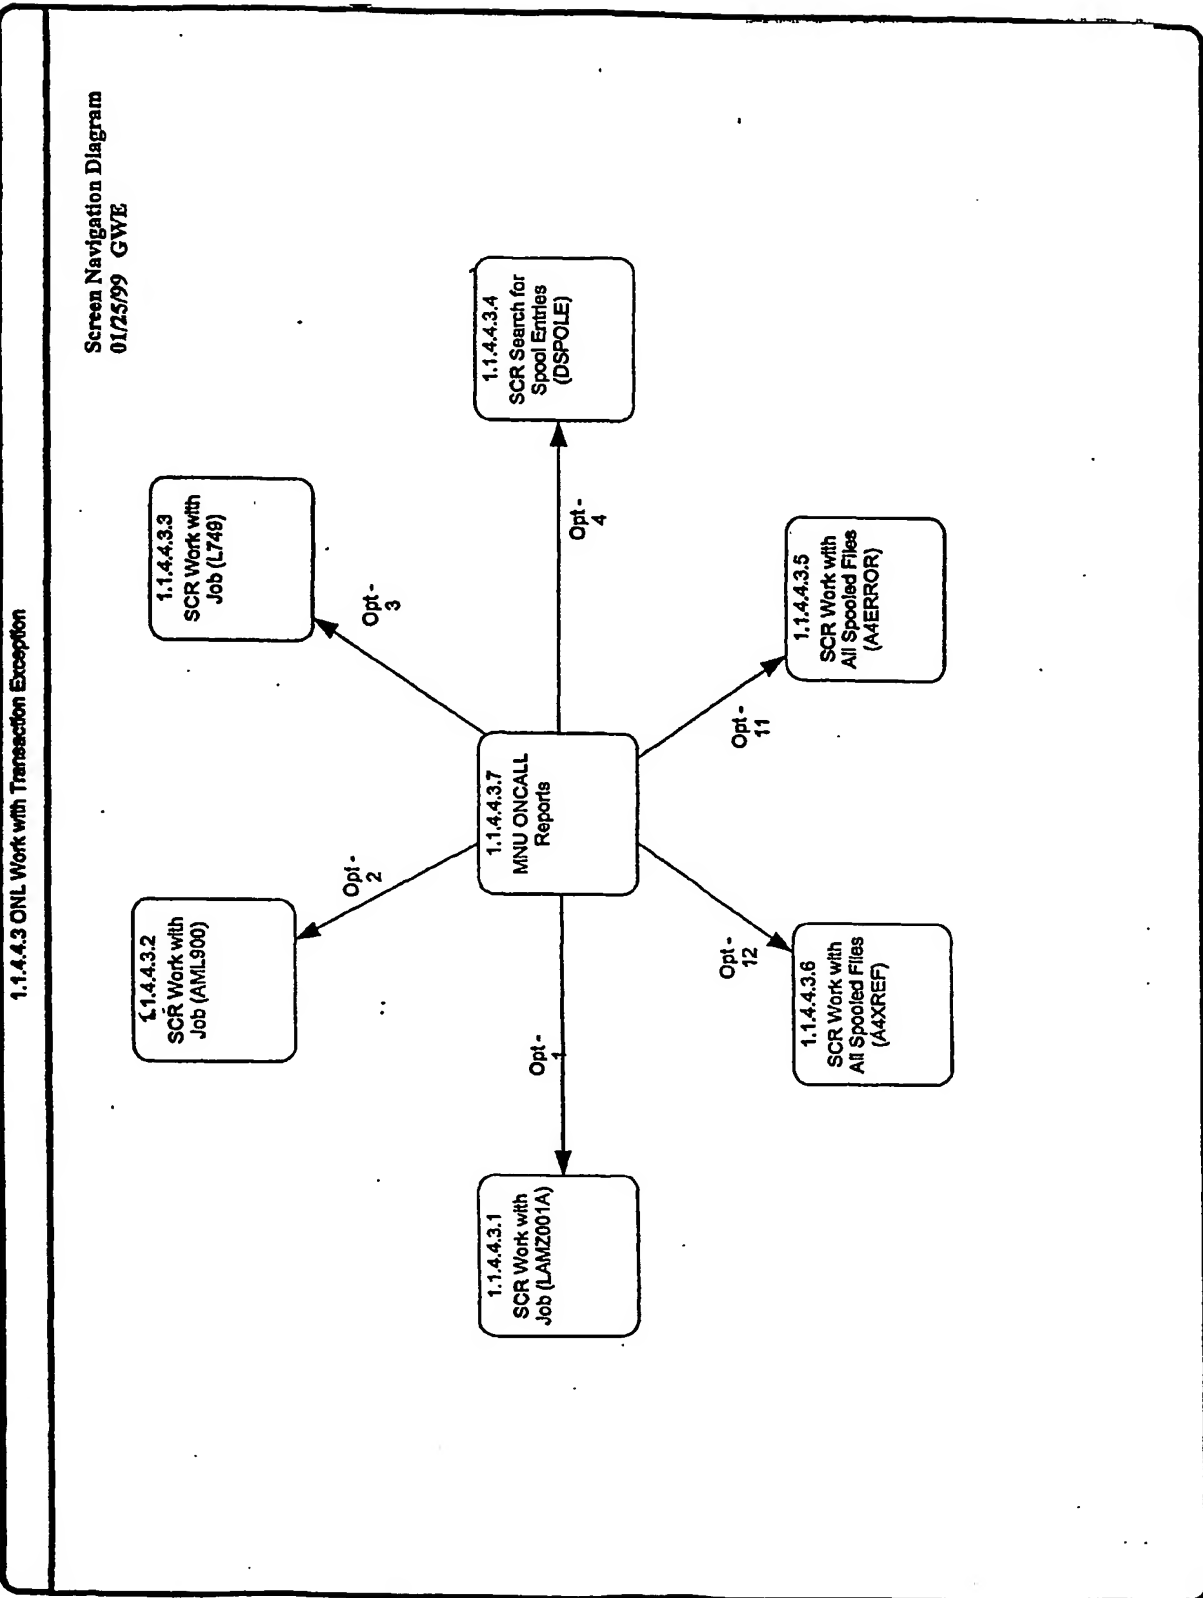 1.1.4.4.3 ONL Work with Transaction Exception
Screen Navigation Diagram
01/25/99 GWE
1.1.4.4.3.2
SCR Work with
Job (AML900)
1.1.4.4.3.3
SCR Work with
Job (L749)
Opt -
2
Opt -
3
1.1.4.4.3.1
SCR Work with
Job (LAMZ001A)
Opt -
1
1.1.4.4.3.7
MNU ONCALL
Reports
Opt -
4
1.1.4.4.3.4
SCR Search for
Spool Entries
(DSPOLE)
Opt -
12
Opt -
11
1.1.4.4.3.6
SCR Work with
All Spooled Files
(A4XREF)
1.1.4.4.3.5
SCR Work with
All Spooled Files
(A4ERROR)